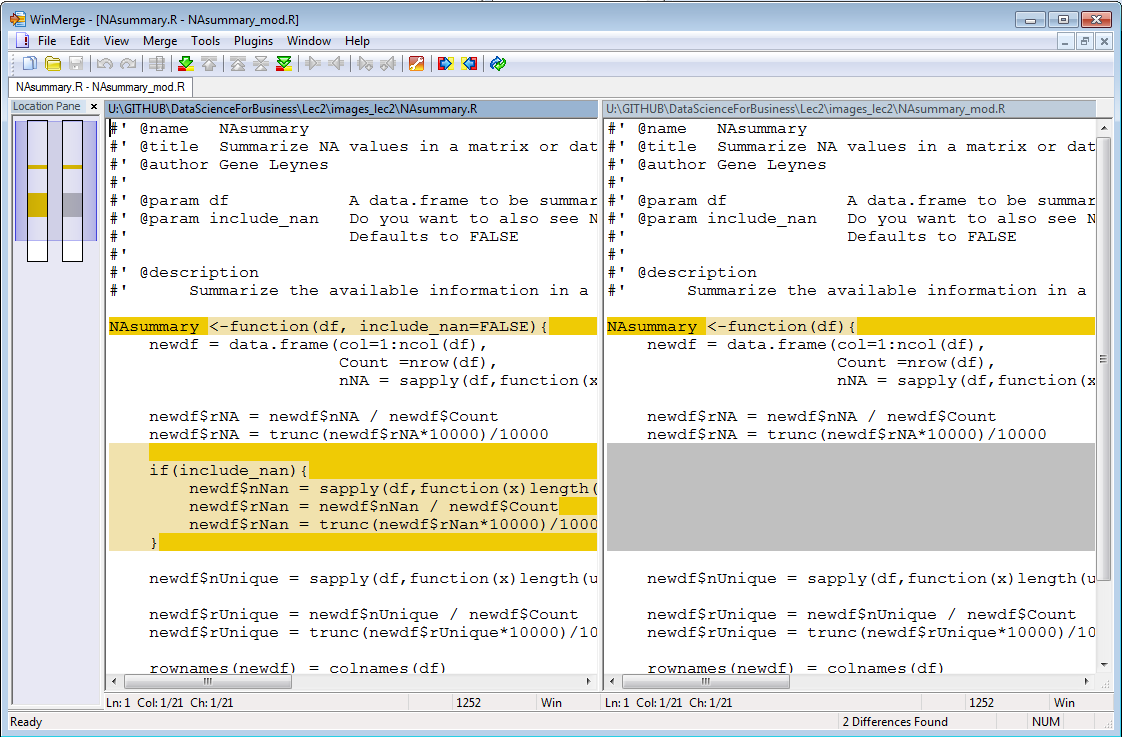 WinMerge - [NAsummary.R - NAsummary_mod.R]
File Edit View Merge Tools Plugins Window Help
NAsummary.R - NAsummary_mod.R
Location Pane
U:\GITHUB\DataScienceForBusiness\Lec2\images_lec2\NAsummary.R
#' @name   NAsummary
#' @title  Summarize NA values in a matrix or dat
#' @author Gene Leynes
#'
#' @param df            A data.frame to be summar
#' @param include_nan   Do you want to also see N
#'                      Defaults to FALSE
#'
#' @description
#'      Summarize the available information in a
NAsummary <-function(df, include_nan=FALSE){
    newdf = data.frame(col=1:ncol(df),
                       Count =nrow(df),
                       nNA = sapply(df,function(x
    newdf$rNA = newdf$nNA / newdf$Count
    newdf$rNA = trunc(newdf$rNA*10000)/10000
    if(include_nan){
        newdf$nNan = sapply(df,function(x)length(
        newdf$rNan = newdf$nNan / newdf$Count
        newdf$rNan = trunc(newdf$rNan*10000)/1000
    }
    newdf$nUnique = sapply(df,function(x)length(u
    newdf$rUnique = newdf$nUnique / newdf$Count
    newdf$rUnique = trunc(newdf$rUnique*10000)/10
    rownames(newdf) = colnames(df)
Ln: 1 Col: 1/21 Ch: 1/21 1252 Win
U:\GITHUB\DataScienceForBusiness\Lec2\images_lec2\NAsummary_mod.R
#' @name   NAsummary
#' @title  Summarize NA values in a matrix or dat
#' @author Gene Leynes
#'
#' @param df            A data.frame to be summar
#' @param include_nan   Do you want to also see N
#'                      Defaults to FALSE
#'
#' @description
#'      Summarize the available information in a
NAsummary <-function(df){
    newdf = data.frame(col=1:ncol(df),
                       Count =nrow(df),
                       nNA = sapply(df,function(x
    newdf$rNA = newdf$nNA / newdf$Count
    newdf$rNA = trunc(newdf$rNA*10000)/10000
    newdf$nUnique = sapply(df,function(x)length(u
    newdf$rUnique = newdf$nUnique / newdf$Count
    newdf$rUnique = trunc(newdf$rUnique*10000)/10
    rownames(newdf) = colnames(df)
Ln: 1 Col: 1/21 Ch: 1/21 1252 Win
Ready 2 Differences Found NUM